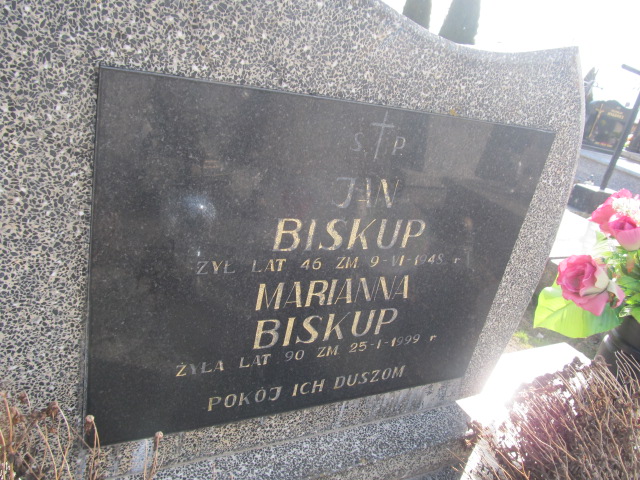 Ś. P.
JAN
BISKUP
ŻYŁ LAT 46 ZM 9-VI-1948 r
MARIANNA
BISKUP
ŻYŁA LAT 90 ZM 25-I-1999 r
POKÓJ ICH DUSZOM